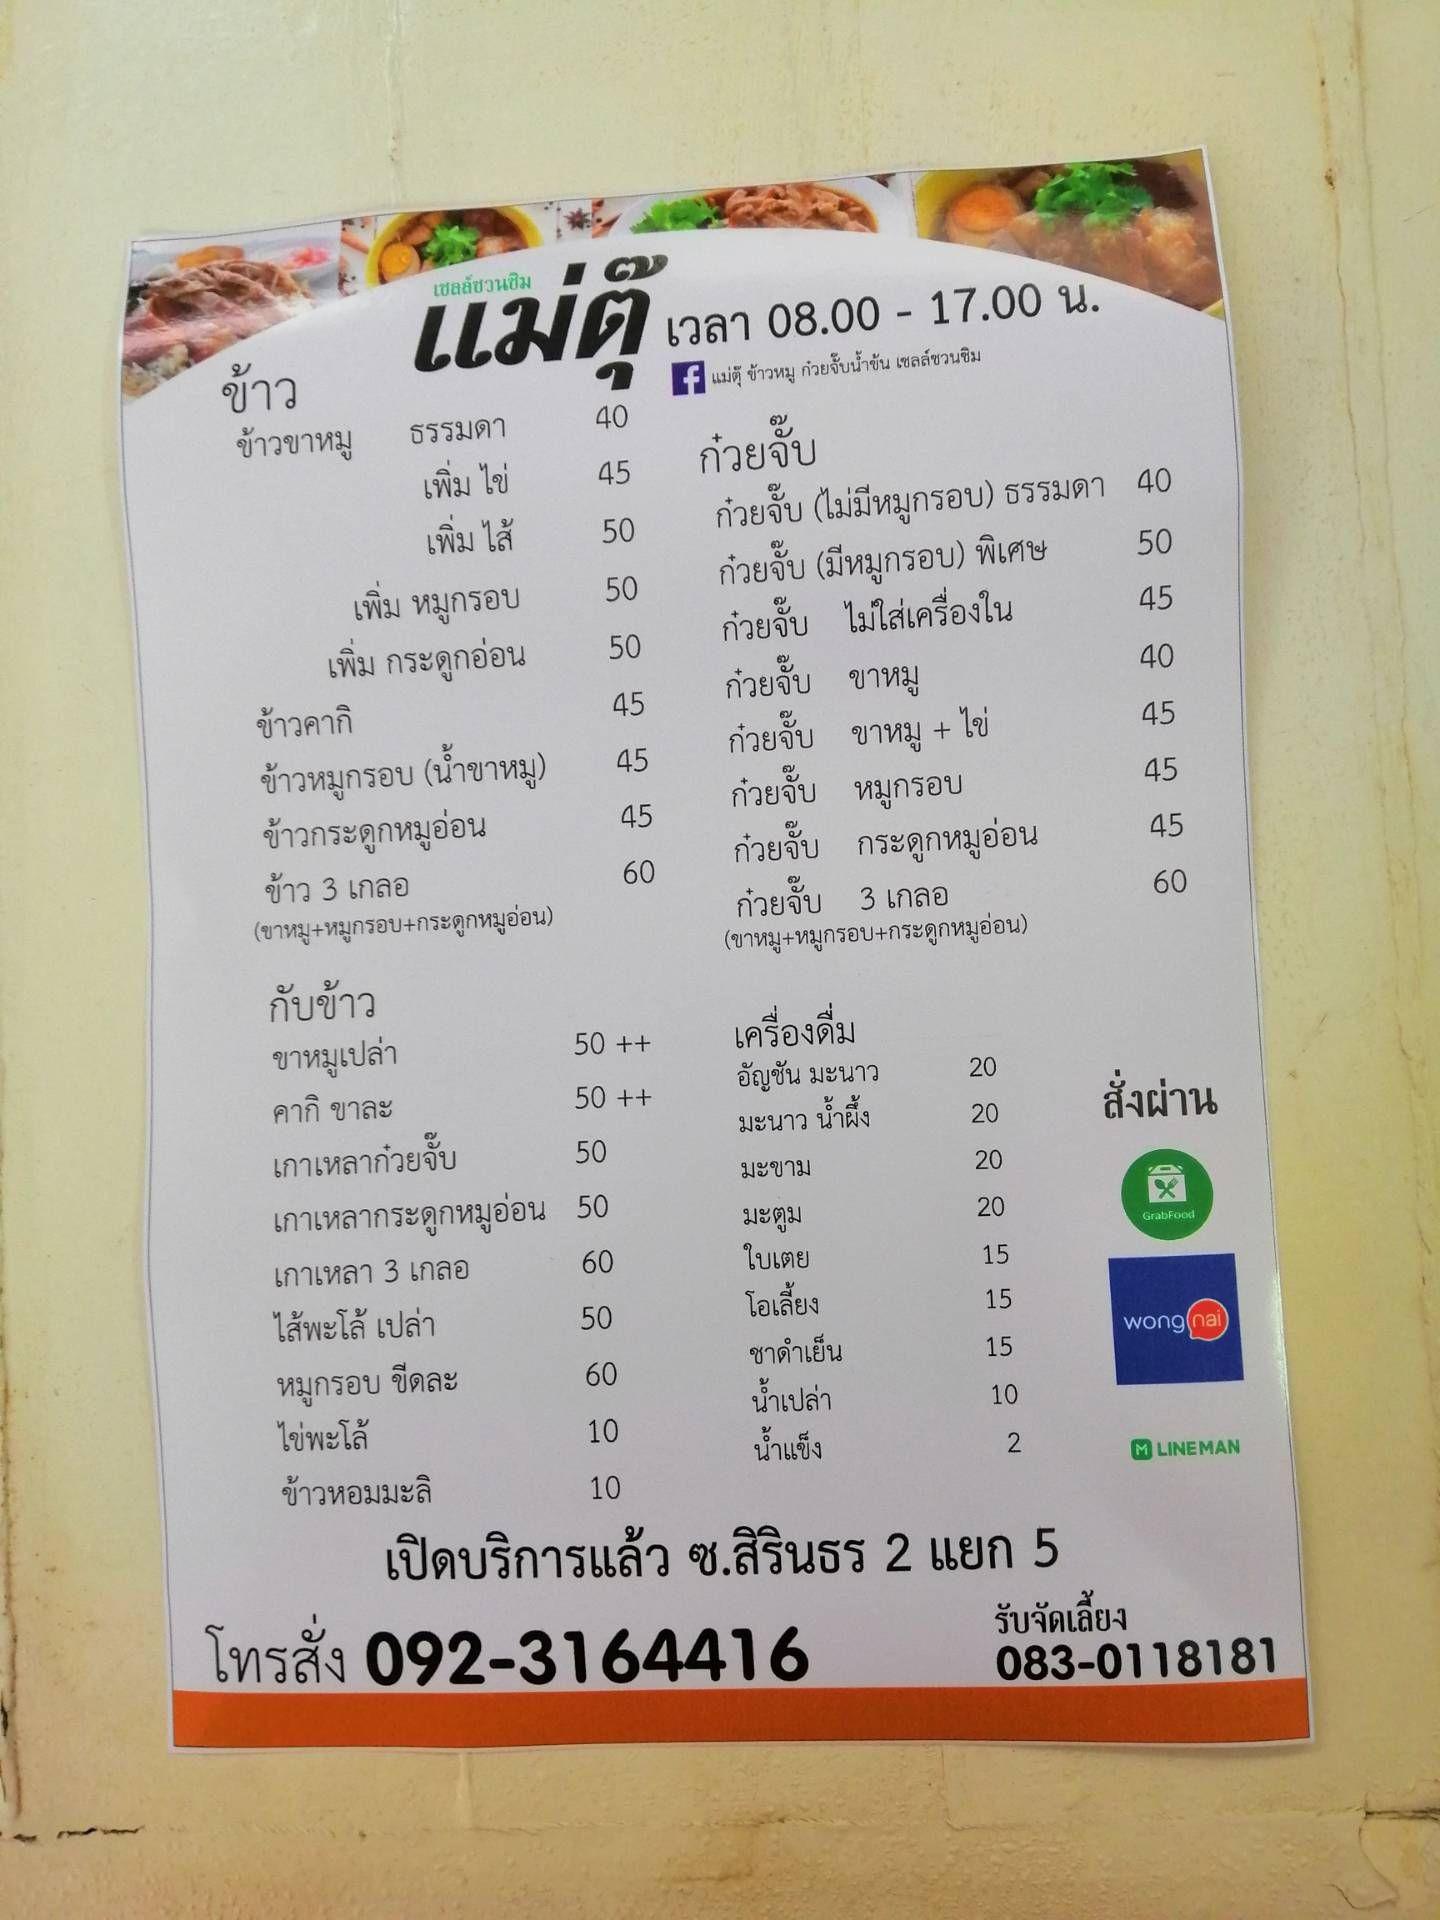 เชลล์ชวนชิม
แม่ตุ๊ เวลา 08.00 - 17.00 น.
แม่ตุ๊ ข้าวหมู ก๋วยจั๊บน้ำข้น เชลล์ชวนชิม
ข้าว
ข้าวขาหมู ธรรมดา 40
เพิ่ม ไข่ 45
เพิ่ม ไส้ 50
เพิ่ม หมูกรอบ 50
เพิ่ม กระดูกอ่อน 50
ข้าวคากิ 45
ข้าวหมูกรอบ (น้ำขาหมู) 45
ข้าวกระดูกหมูอ่อน 45
ข้าว 3 เกลอ 60
(ขาหมู+หมูกรอบ+กระดูกหมูอ่อน)
ก๋วยจั๊บ
ก๋วยจั๊บ (ไม่มีหมูกรอบ) ธรรมดา 40
ก๋วยจั๊บ (มีหมูกรอบ) พิเศษ 50
ก๋วยจั๊บ ไม่ใส่เครื่องใน 45
ก๋วยจั๊บ ขาหมู 40
ก๋วยจั๊บ ขาหมู + ไข่ 45
ก๋วยจั๊บ หมูกรอบ 45
ก๋วยจั๊บ กระดูกหมูอ่อน 45
ก๋วยจั๊บ 3 เกลอ 60
(ขาหมู+หมูกรอบ+กระดูกหมูอ่อน)
กับข้าว
ขาหมูเปล่า 50 ++
คากิ ขาละ 50 ++
เกาเหลาก๋วยจั๊บ 50
เกาเหลากระดูกหมูอ่อน 50
เกาเหลา 3 เกลอ 60
ไส้พะโล้ เปล่า 50
หมูกรอบ ขีดละ 60
ไข่พะโล้ 10
ข้าวหอมมะลิ 10
เครื่องดื่ม
อัญชัน มะนาว 20
มะนาว น้ำผึ้ง 20
มะขาม 20
มะตูม 20
ใบเตย 15
โอเลี้ยง 15
ชาดำเย็น 15
น้ำเปล่า 10
น้ำแข็ง 2
สั่งผ่าน
GrabFood
wongnai
LINEMAN
เปิดบริการแล้ว ซ.สิรินธร 2 แยก 5
โทรสั่ง 092-3164416
รับจัดเลี้ยง
083-0118181